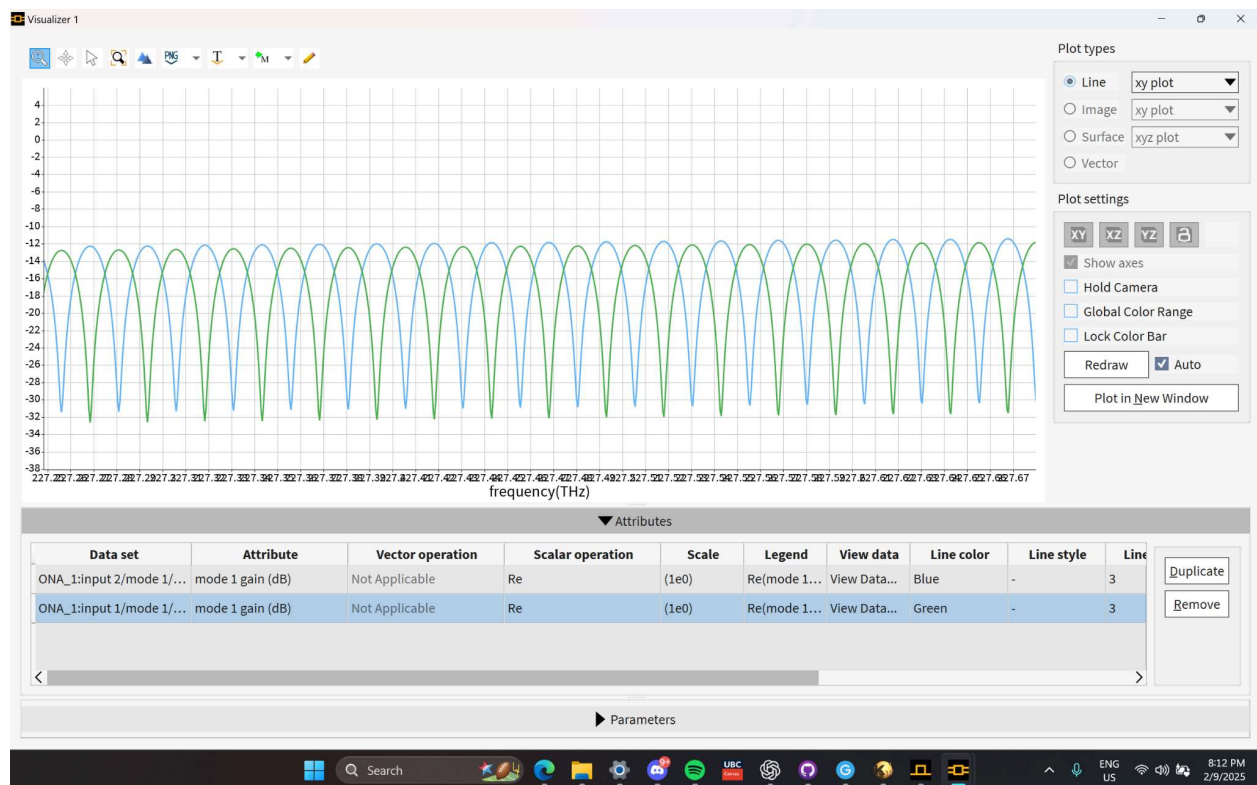 Visualizer 1
PNG
T
M
4
2
0
-2
-4
-6
-8
-10
-12
-14
-16
-18
-20
-22
-24
-26
-28
-30
-32
-34
-36
-38
frequency(THz)
Plot types
Line xy plot
Image xy plot
Surface xyz plot
Vector
Plot settings
XY XZ YZ a
Show axes
Hold Camera
Global Color Range
Lock Color Bar
Redraw Auto
Plot in New Window
Attributes
Data set Attribute Vector operation Scalar operation Scale Legend View data Line color Line style Line
ONA_1:input 2/mode 1/... mode 1 gain (dB) Not Applicable Re (1e0) Re(mode 1... View Data... Blue - 3
ONA_1:input 1/mode 1/... mode 1 gain (dB) Not Applicable Re (1e0) Re(mode 1... View Data... Green - 3
Duplicate
Remove
Parameters
Search
UBC
ENG
US
8:12 PM
2/9/2025